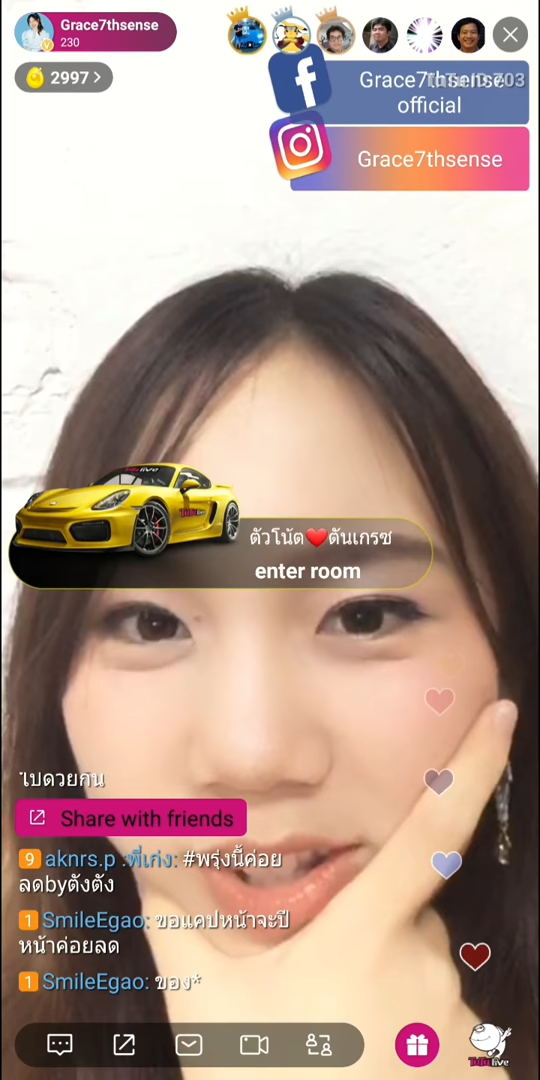 Grace7thsense
230
2997 >
Grace7thsense
official
Grace7thsense
ตัวโน้ต❤️ตันเกรซ
enter room
ไปด้วยกัน
Share with friends
9 aknrs.p .พี่เก่ง: #พรุ่งนี้ค่อย
ลดbyตังตัง
1 SmileEgao: ขอแคปหน้าจะปี
หน้าค่อยลด
1 SmileEgao: ของ*
TuTu live